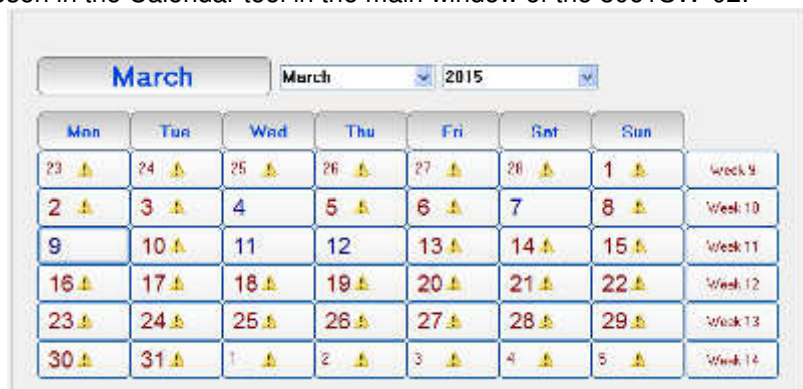 March March 2015
Mon Tue Wed Thu Fri Sat Sun
23 24 25 26 27 28 1 Week 9
2 3 4 5 6 7 8 Week 10
9 10 11 12 13 14 15 Week 11
16 17 18 19 20 21 22 Week 12
23 24 25 26 27 28 29 Week 13
30 31 1 2 3 4 5 Week 14